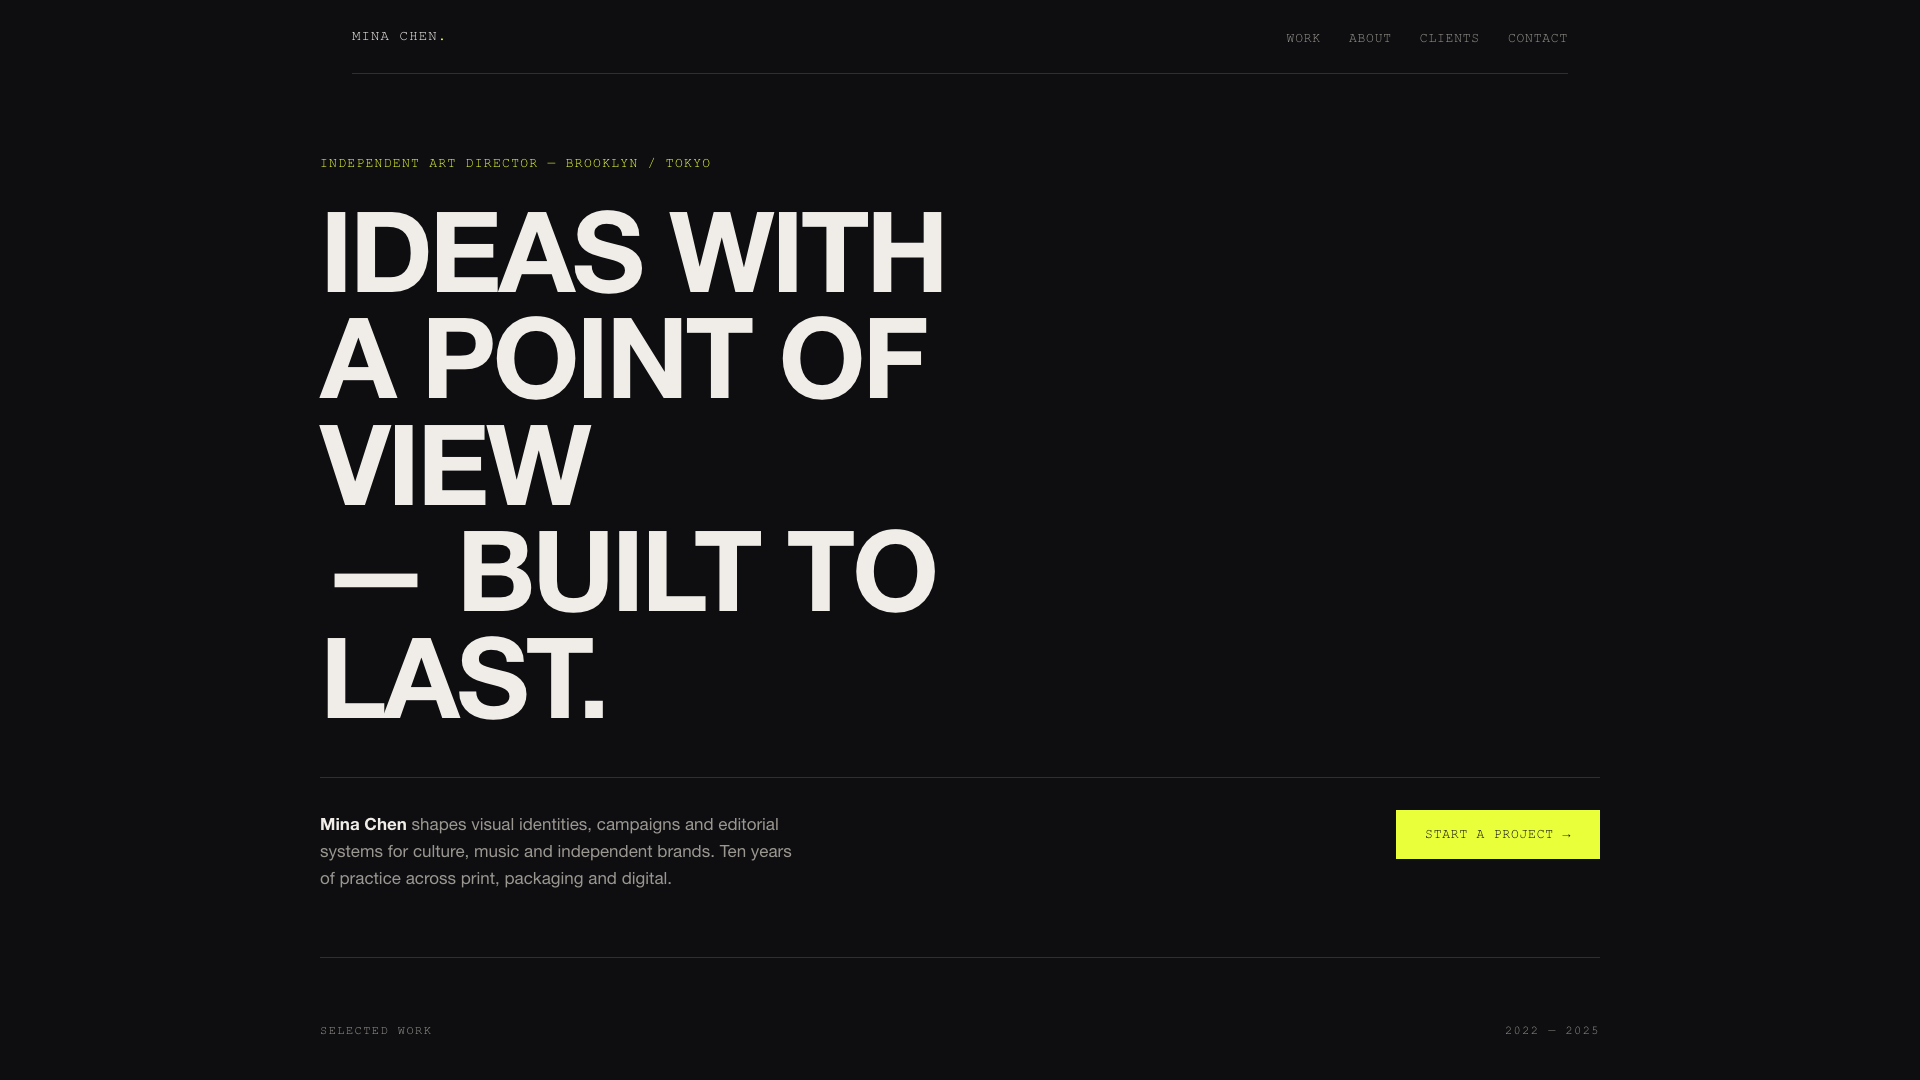 MINA CHEN.
WORK ABOUT CLIENTS CONTACT
INDEPENDENT ART DIRECTOR — BROOKLYN / TOKYO
IDEAS WITH
A POINT OF
VIEW
— BUILT TO
LAST.
Mina Chen shapes visual identities, campaigns and editorial
systems for culture, music and independent brands. Ten years
of practice across print, packaging and digital.
START A PROJECT →
SELECTED WORK
2022 — 2025